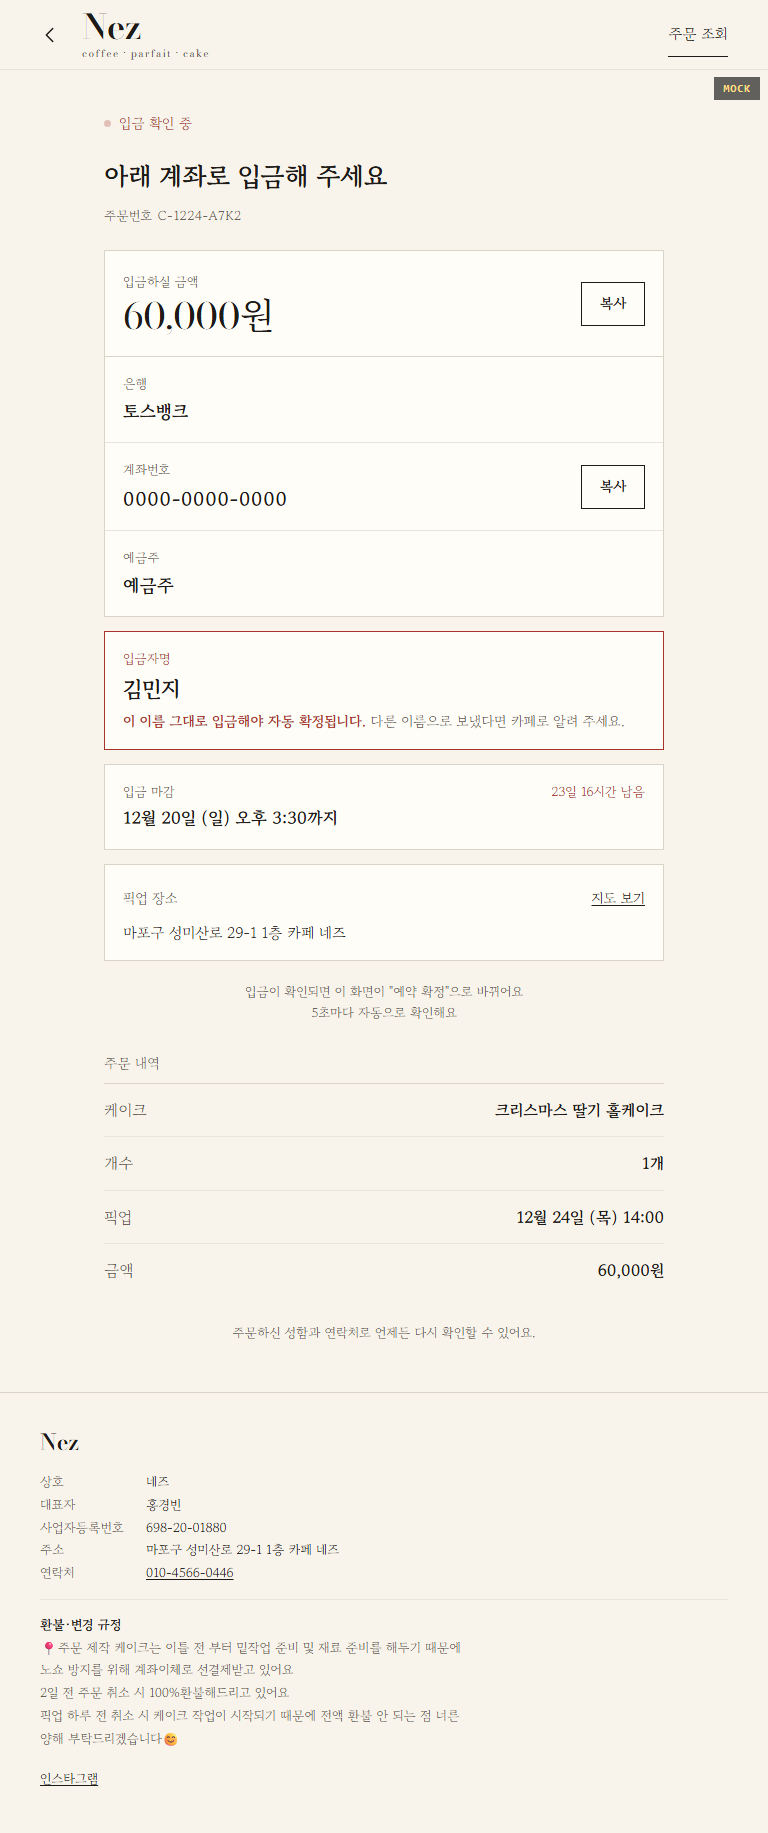 Nez
coffee · parfait · cake
주문 조회
MOCK
입금 확인 중
아래 계좌로 입금해 주세요
주문번호 C-1224-A7K2
입금하실 금액
60,000원
복사
은행
토스뱅크
계좌번호
0000-0000-0000
복사
예금주
예금주
입금자명
김민지
이 이름 그대로 입금해야 자동 확정됩니다. 다른 이름으로 보냈다면 카페로 알려 주세요.
입금 마감
23일 16시간 남음
12월 20일 (일) 오후 3:30까지
픽업 장소
지도 보기
마포구 성미산로 29-1 1층 카페 네즈
입금이 확인되면 이 화면이 "예약 확정"으로 바뀌어요
5초마다 자동으로 확인해요
주문 내역
케이크 크리스마스 딸기 홀케이크
개수 1개
픽업 12월 24일 (목) 14:00
금액 60,000원
주문하신 성함과 연락처로 언제든 다시 확인할 수 있어요.
Nez
상호 네즈
대표자 홍경빈
사업자등록번호 698-20-01880
주소 마포구 성미산로 29-1 1층 카페 네즈
연락처 010-4566-0446
환불·변경 규정
📍주문 제작 케이크는 이틀 전 부터 밑작업 준비 및 재료 준비를 해두기 때문에
노쇼 방지를 위해 계좌이체로 선결제받고 있어요
2일 전 주문 취소 시 100%환불해드리고 있어요
픽업 하루 전 취소 시 케이크 작업이 시작되기 때문에 전액 환불 안 되는 점 너른
양해 부탁드리겠습니다😊
인스타그램